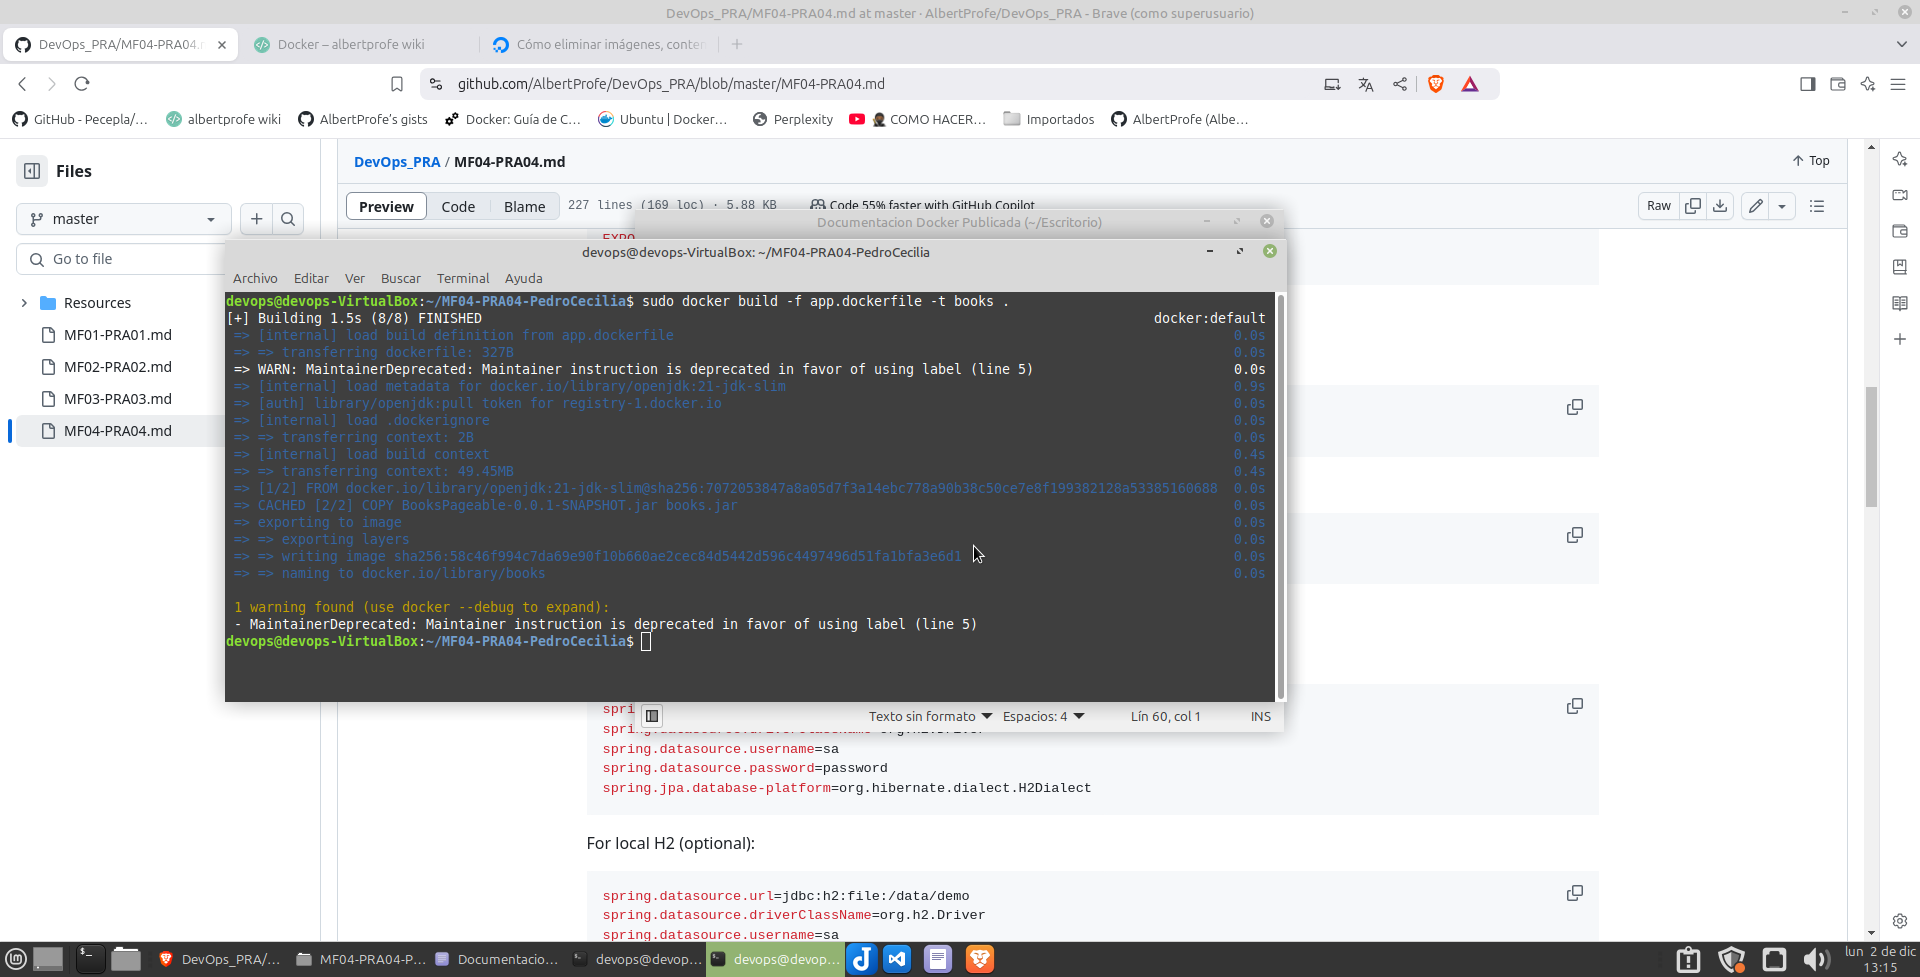 DevOps_PRA/MF04-PRA04.md at master · AlbertProfe/DevOps_PRA - Brave (como superusuario)
DevOps_PRA/MF04-PRA04.
Docker – albertprofe wiki
Cómo eliminar imágenes, conte
github.com/AlbertProfe/DevOps_PRA/blob/master/MF04-PRA04.md
GitHub - Pecepla/...
albertprofe wiki
AlbertProfe's gists
Docker: Guía de C...
Ubuntu | Docker...
Perplexity
COMO HACER...
Importados
AlbertProfe (Albe...
Files
DevOps_PRA / MF04-PRA04.md
Top
master
Preview
Code
Blame
227 lines (169 loc) · 5.88 KB
Code 55% faster with GitHub Copilot
Raw
Go to file
Resources
MF01-PRA01.md
MF02-PRA02.md
MF03-PRA03.md
MF04-PRA04.md
Documentacion Docker Publicada (~/Escritorio)
EXPO
devops@devops-VirtualBox: ~/MF04-PRA04-PedroCecilia
Archivo Editar Ver Buscar Terminal Ayuda
devops@devops-VirtualBox:~/MF04-PRA04-PedroCecilia$ sudo docker build -f app.dockerfile -t books .
[+] Building 1.5s (8/8) FINISHED docker:default
=> [internal] load build definition from app.dockerfile 0.0s
=> => transferring dockerfile: 327B 0.0s
=> WARN: MaintainerDeprecated: Maintainer instruction is deprecated in favor of using label (line 5) 0.0s
=> [internal] load metadata for docker.io/library/openjdk:21-jdk-slim 0.9s
=> [auth] library/openjdk:pull token for registry-1.docker.io 0.0s
=> [internal] load .dockerignore 0.0s
=> => transferring context: 2B 0.0s
=> [internal] load build context 0.4s
=> => transferring context: 49.45MB 0.4s
=> [1/2] FROM docker.io/library/openjdk:21-jdk-slim@sha256:7072053847a8a05d7f3a14ebc778a90b38c50ce7e8f199382128a53385160688 0.0s
=> CACHED [2/2] COPY BooksPageable-0.0.1-SNAPSHOT.jar books.jar 0.0s
=> exporting to image 0.0s
=> => exporting layers 0.0s
=> => writing image sha256:58c46f994c7da69e90f10b660ae2cec84d5442d596c4497496d51fa1bfa3e6d1 0.0s
=> => naming to docker.io/library/books 0.0s
1 warning found (use docker --debug to expand):
- MaintainerDeprecated: Maintainer instruction is deprecated in favor of using label (line 5)
devops@devops-VirtualBox:~/MF04-PRA04-PedroCecilia$
Texto sin formato Espacios: 4 Lín 60, col 1 INS
spri
spring.datasource.username=sa
spring.datasource.password=password
spring.jpa.database-platform=org.hibernate.dialect.H2Dialect
For local H2 (optional):
spring.datasource.url=jdbc:h2:file:/data/demo
spring.datasource.driverClassName=org.h2.Driver
spring.datasource.username=sa
DevOps_PRA/...
MF04-PRA04-P...
Documentacio...
devops@devop...
devops@devop...
lun 2 de dic
13:15